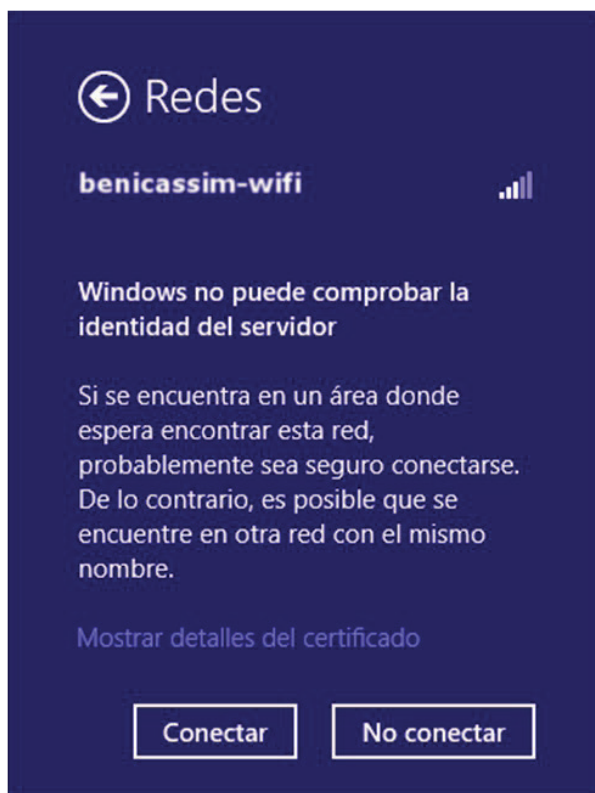 Redes
benicassim-wifi
Windows no puede comprobar la
identidad del servidor
Si se encuentra en un área donde
espera encontrar esta red,
probablemente sea seguro conectarse.
De lo contrario, es posible que se
encuentre en otra red con el mismo
nombre.
Mostrar detalles del certificado
Conectar
No conectar